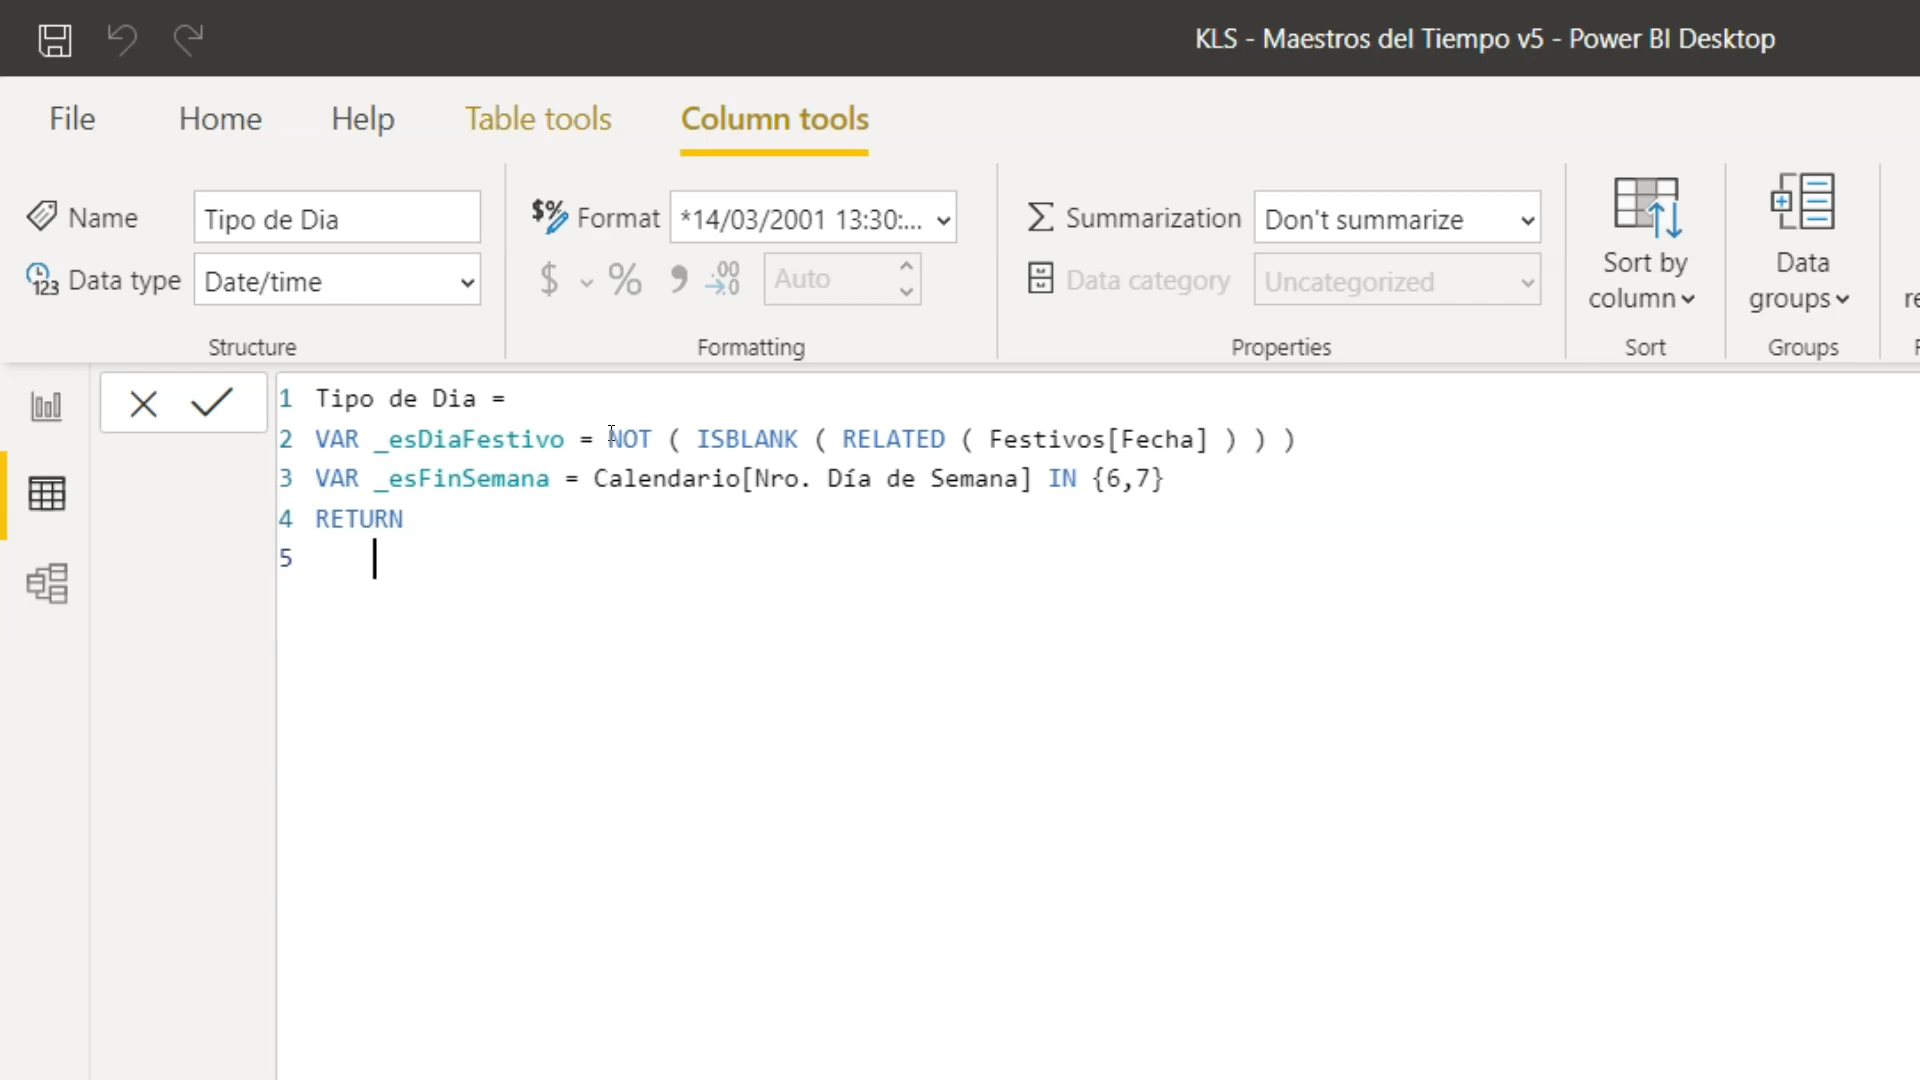 KLS - Maestros del Tiempo v5 - Power BI Desktop
File Home Help Table tools Column tools
Name Tipo de Dia
Data type Date/time
Structure
$% Format *14/03/2001 13:30:...
$ % , .00 →.0 Auto
Formatting
Summarization Don't summarize
Data category Uncategorized
Properties
Sort by
column
Sort
Data
groups
Groups
1 Tipo de Dia =
2 VAR _esDiaFestivo = NOT ( ISBLANK ( RELATED ( Festivos[Fecha] ) ) )
3 VAR _esFinSemana = Calendario[Nro. Día de Semana] IN {6,7}
4 RETURN
5